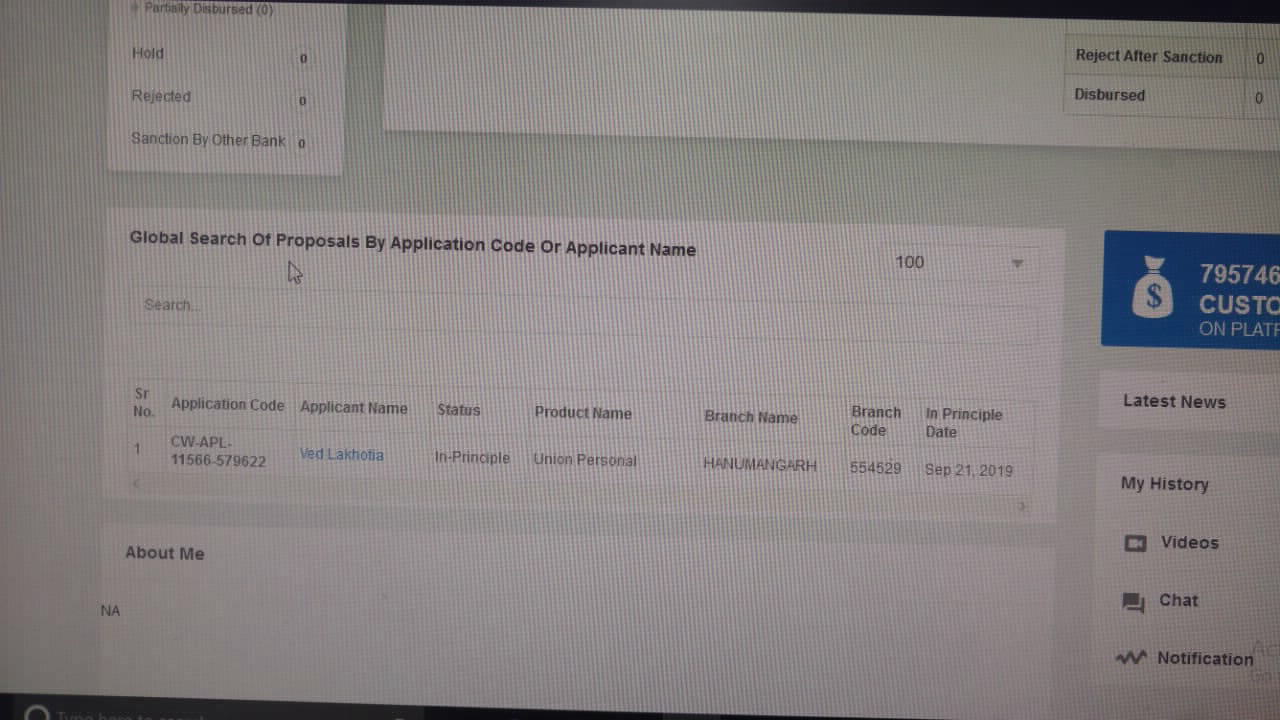 Partially Disbursed (0)
Hold 0
Rejected 0
Sanction By Other Bank 0
Reject After Sanction 0
Disbursed 0
Global Search Of Proposals By Application Code Or Applicant Name
100
Search...
Sr No. Application Code Applicant Name Status Product Name Branch Name Branch Code In Principle Date
1 CW-APL-11566-579622 Ved Lakhotia In-Principle Union Personal HANUMANGARH 554529 Sep 21, 2019
About Me
NA
$
795746
CUSTO
ON PLATF
Latest News
My History
Videos
Chat
Notification
Type here to search